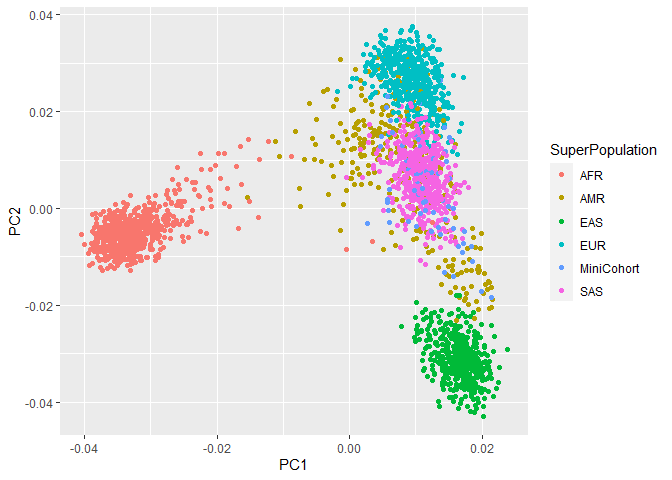 0.04
0.02
0.00
-0.02
-0.04
PC2
-0.04
-0.02
0.00
0.02
PC1
SuperPopulation
AFR
AMR
EAS
EUR
MiniCohort
SAS